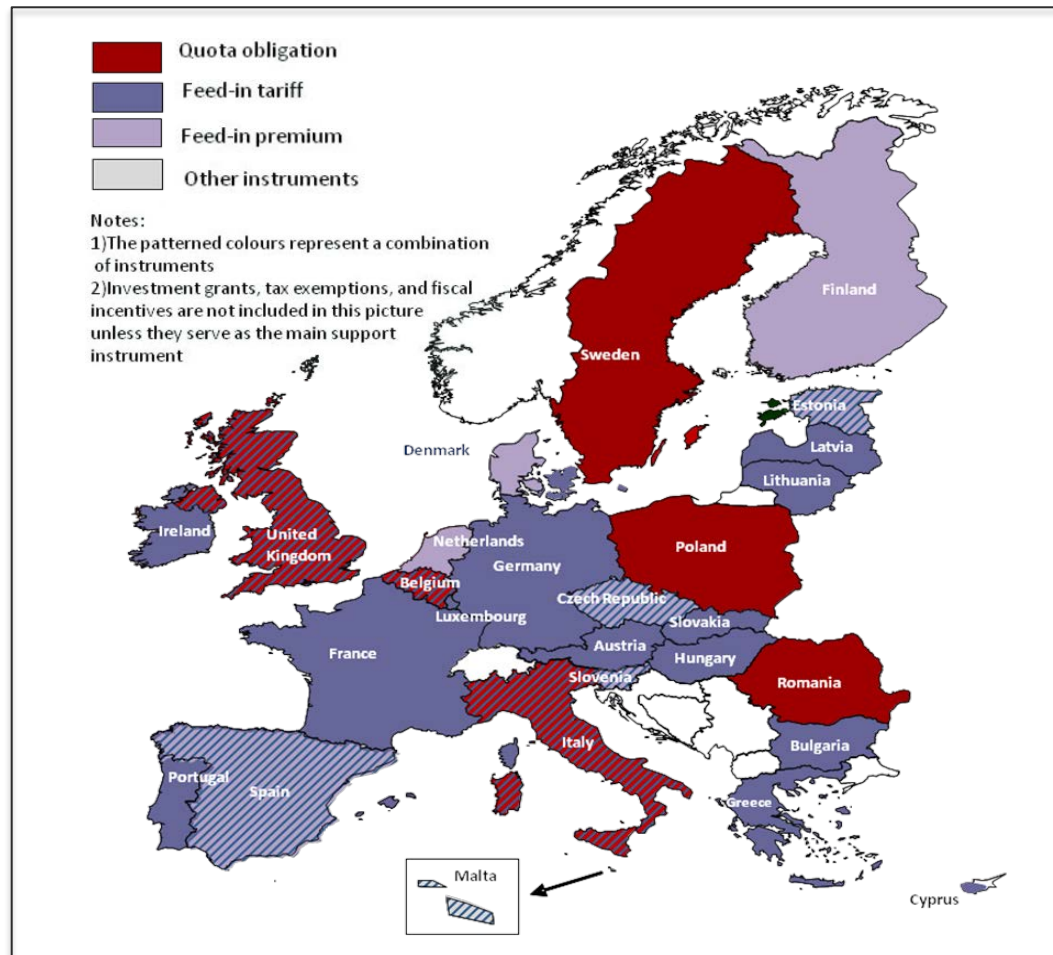 Quota obligation
Feed-in tariff
Feed-in premium
Other instruments
Notes:
1)The patterned colours represent a combination
of instruments
2)Investment grants, tax exemptions, and fiscal
incentives are not included in this picture
unless they serve as the main support
instrument
Finland
Sweden
Estonia
Denmark
Latvia
Lithuania
Ireland
United
Kingdom
Netherlands
Poland
Germany
Belgium
Czech Republic
Luxembourg
Slovakia
Austria
France
Hungary
Slovenia
Romania
Italy
Bulgaria
Portugal
Spain
Greece
Malta
Cyprus